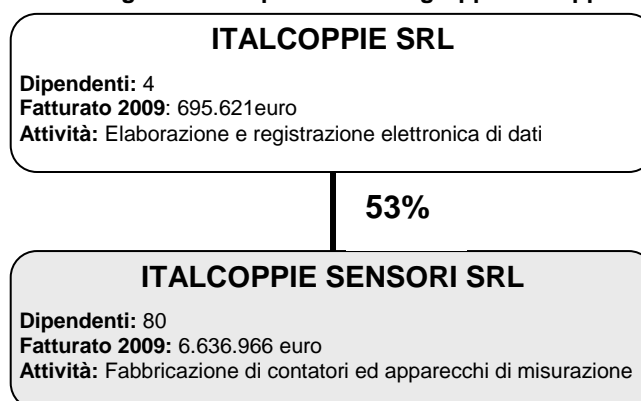 ITALCOPPIE SRL
Dipendenti: 4
Fatturato 2009: 695.621euro
Attività: Elaborazione e registrazione elettronica di dati
53%
ITALCOPPIE SENSORI SRL
Dipendenti: 80
Fatturato 2009: 6.636.966 euro
Attività: Fabbricazione di contatori ed apparecchi di misurazione